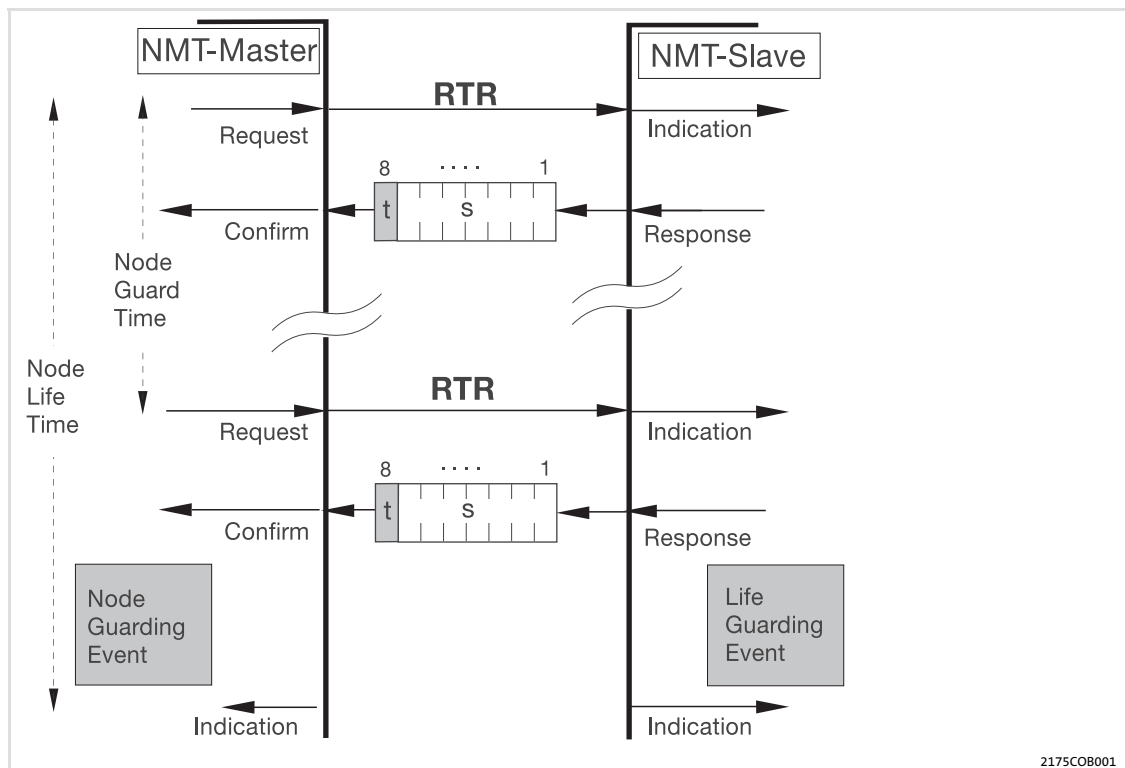 NMT-Master
NMT-Slave
RTR
Request
Indication
8 .... 1
t s
Confirm
Response
Node
Guard
Time
Node
Life
Time
RTR
Request
Indication
8 .... 1
t s
Confirm
Response
Node
Guarding
Event
Life
Guarding
Event
Indication
Indication
2175COB001